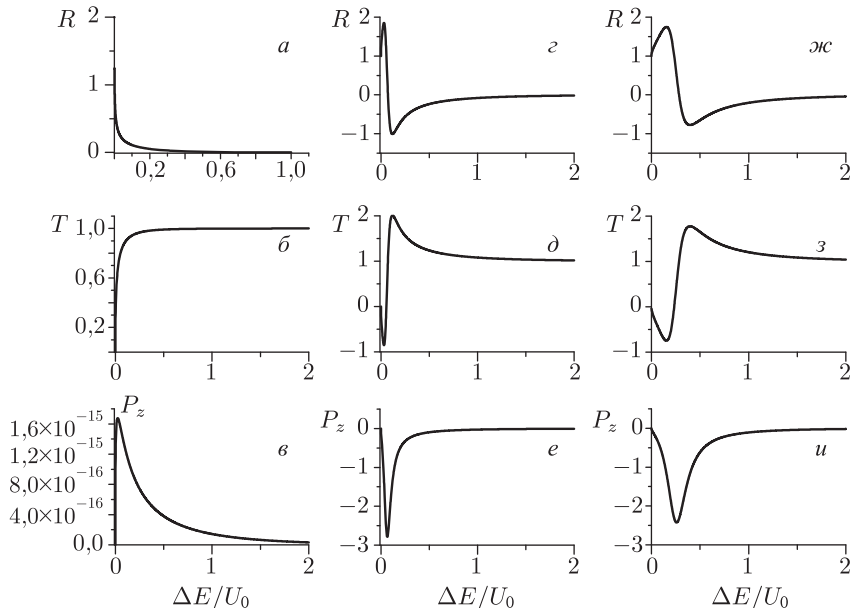 R 2 а
1
0
0,2 0,6 1,0
R 2 г
1
0
−1
0 1 2
R 2 ж
1
0
−1
0 1 2
T 1,0 б
0,6
0,2
0 1 2
T 2 д
1
0
−1
0 1 2
T 2 з
1
0
−1
0 1 2
P_z
1,6×10^−15 в
1,2×10^−15
8,0×10^−16
4,0×10^−16
0,0
0 1 2
ΔE/U_0
P_z 0 е
−1
−2
−3
0 1 2
ΔE/U_0
P_z 0 и
−1
−2
−3
0 1 2
ΔE/U_0